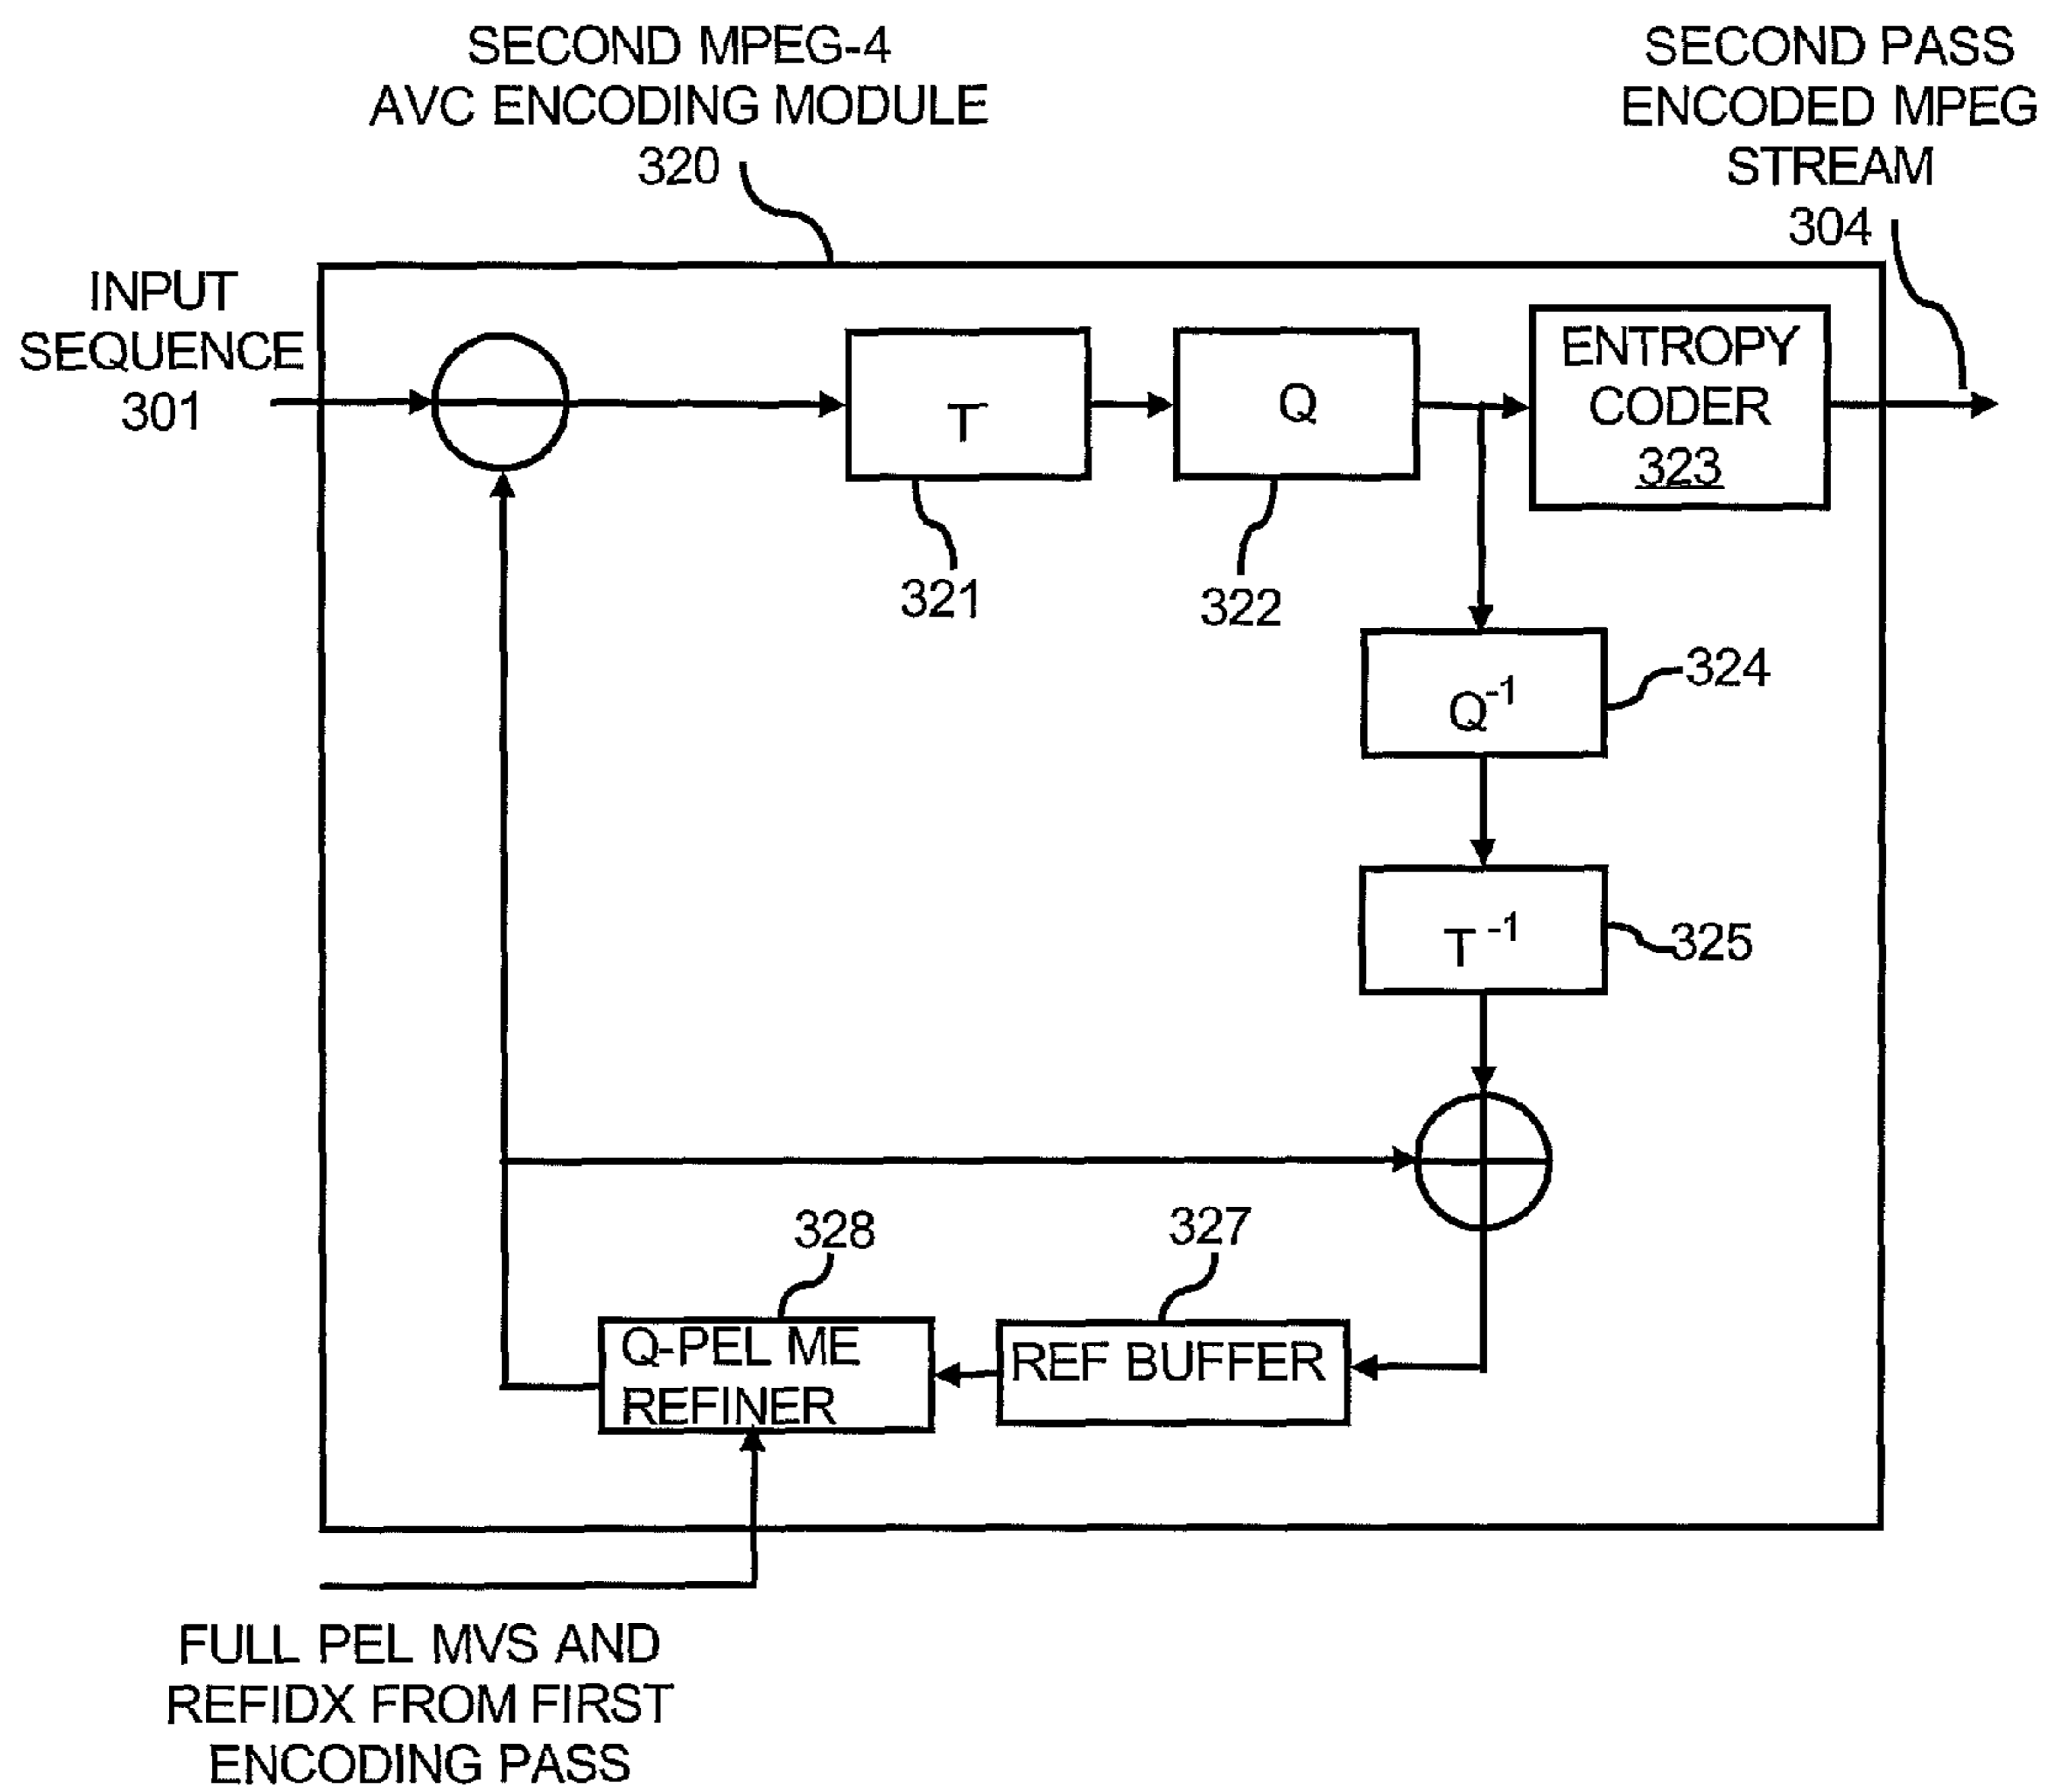 SECOND MPEG-4
AVC ENCODING MODULE
320
SECOND PASS
ENCODED MPEG
STREAM
304
INPUT
SEQUENCE
301
T
Q
ENTROPY
CODER
323
321
322
Q-1
324
T-1
325
328
327
Q-PEL ME
REFINER
REF BUFFER
FULL PEL MVS AND
REFIDX FROM FIRST
ENCODING PASS